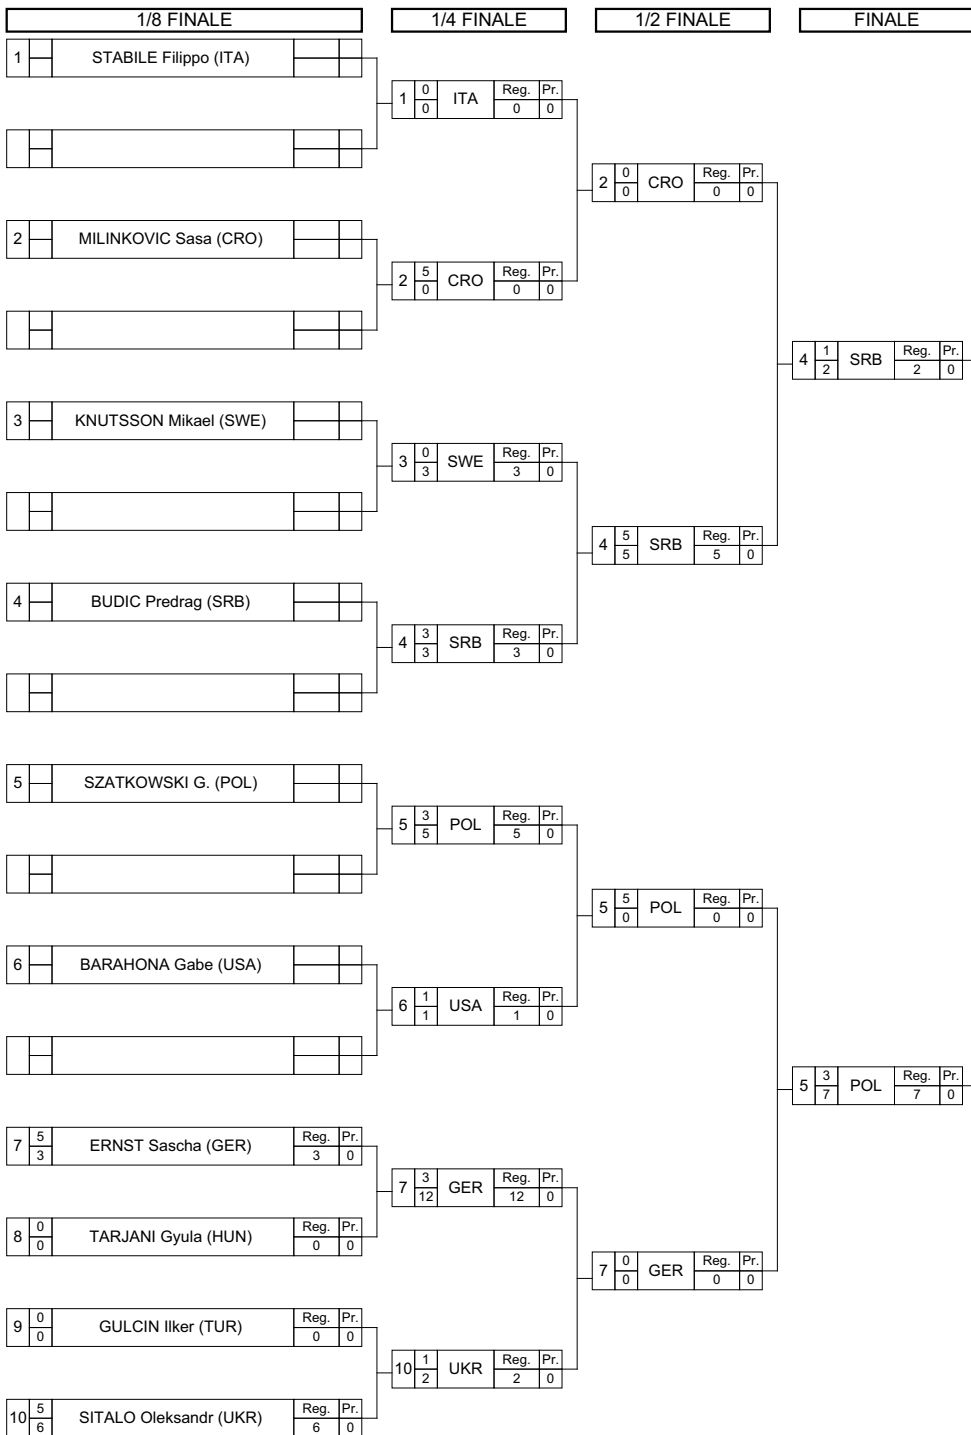 1/8 FINALE 1/4 FINALE 1/2 FINALE FINALE
1 STABILE Filippo (ITA)
1 0 0 ITA Reg. 0 Pr. 0
2 0 0 CRO Reg. 0 Pr. 0
2 MILINKOVIC Sasa (CRO)
2 5 0 CRO Reg. 0 Pr. 0
4 1 2 SRB Reg. 2 Pr. 0
3 KNUTSSON Mikael (SWE)
3 0 3 SWE Reg. 3 Pr. 0
4 5 5 SRB Reg. 5 Pr. 0
4 BUDIC Predrag (SRB)
4 3 3 SRB Reg. 3 Pr. 0
5 SZATKOWSKI G. (POL)
5 3 5 POL Reg. 5 Pr. 0
5 5 0 POL Reg. 0 Pr. 0
6 BARAHONA Gabe (USA)
6 1 1 USA Reg. 1 Pr. 0
5 3 7 POL Reg. 7 Pr. 0
7 5 3 ERNST Sascha (GER) Reg. 3 Pr. 0
7 3 12 GER Reg. 12 Pr. 0
8 0 0 TARJANI Gyula (HUN) Reg. 0 Pr. 0
7 0 0 GER Reg. 0 Pr. 0
9 0 0 GULCIN Ilker (TUR) Reg. 0 Pr. 0
10 1 2 UKR Reg. 2 Pr. 0
10 5 6 SITALO Oleksandr (UKR) Reg. 6 Pr. 0